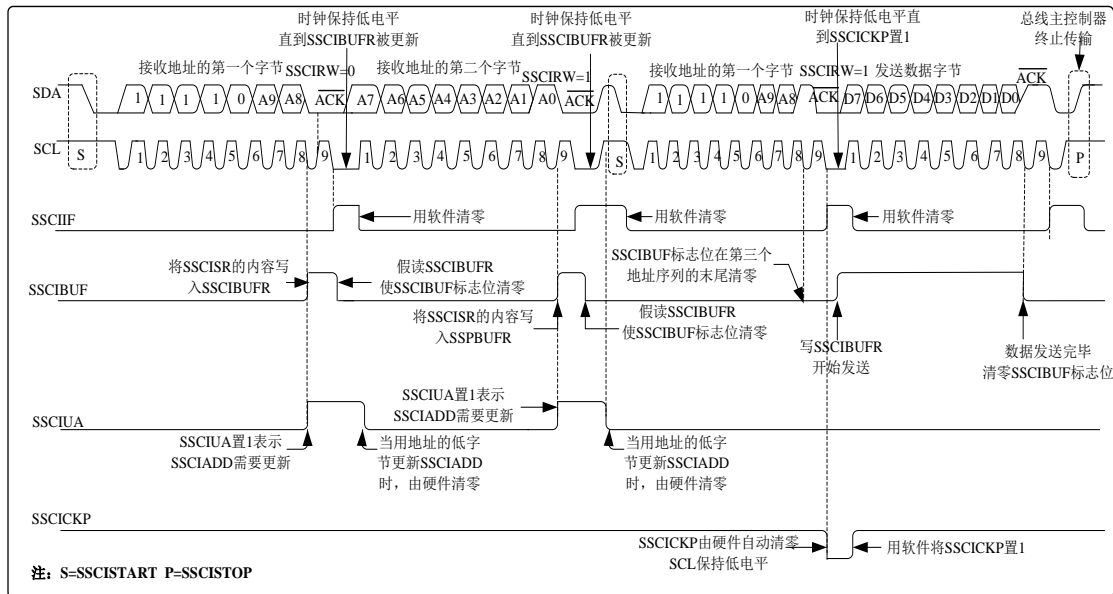 时钟保持低电平
直到SSCIBUFR被更新
时钟保持低电平
直到SSCIBUFR被更新
时钟保持低电平直
到SSCICKP置1
总线主控制器
终止传输
接收地址的第一个字节 SSCIRW=0 接收地址的第二个字节 SSCIRW=1 接收地址的第一个字节 SSCIRW=1 发送数据字节 ACK
SDA 1 1 1 1 0 A9 A8 ACK A7 A6 A5 A4 A3 A2 A1 A0 ACK 1 1 1 1 0 A9 A8 ACK D7 D6 D5 D4 D3 D2 D1 D0
SCL S 1 2 3 4 5 6 7 8 9 1 2 3 4 5 6 7 8 9 S 1 2 3 4 5 6 7 8 9 1 2 3 4 5 6 7 8 9 P
SSCIIF 用软件清零 用软件清零 用软件清零
SSCIBUF
将SSCISR的内容写
入SSCIBUFR
假读SSCIBUFR
使SSCIBUF标志位清零
将SSCISR的内容写
入SSPBUFR
假读SSCIBUFR
使SSCIBUF标志位清零
SSCIBUF标志位在第三个
地址序列的末尾清零
写SSCIBUFR
开始发送
数据发送完毕
清零SSCIBUF标志位
SSCIUA
SSCIUA置1表示
SSCIADD需要更新
当用地址的低字
节更新SSCIADD
时，由硬件清零
SSCIUA置1表示
SSCIADD需要更新
当用地址的低字
节更新SSCIADD
时，由硬件清零
SSCICKP
SSCICKP由硬件自动清零
SCL保持低电平
用软件将SSCICKP置1
注：S=SSCISTART P=SSCISTOP